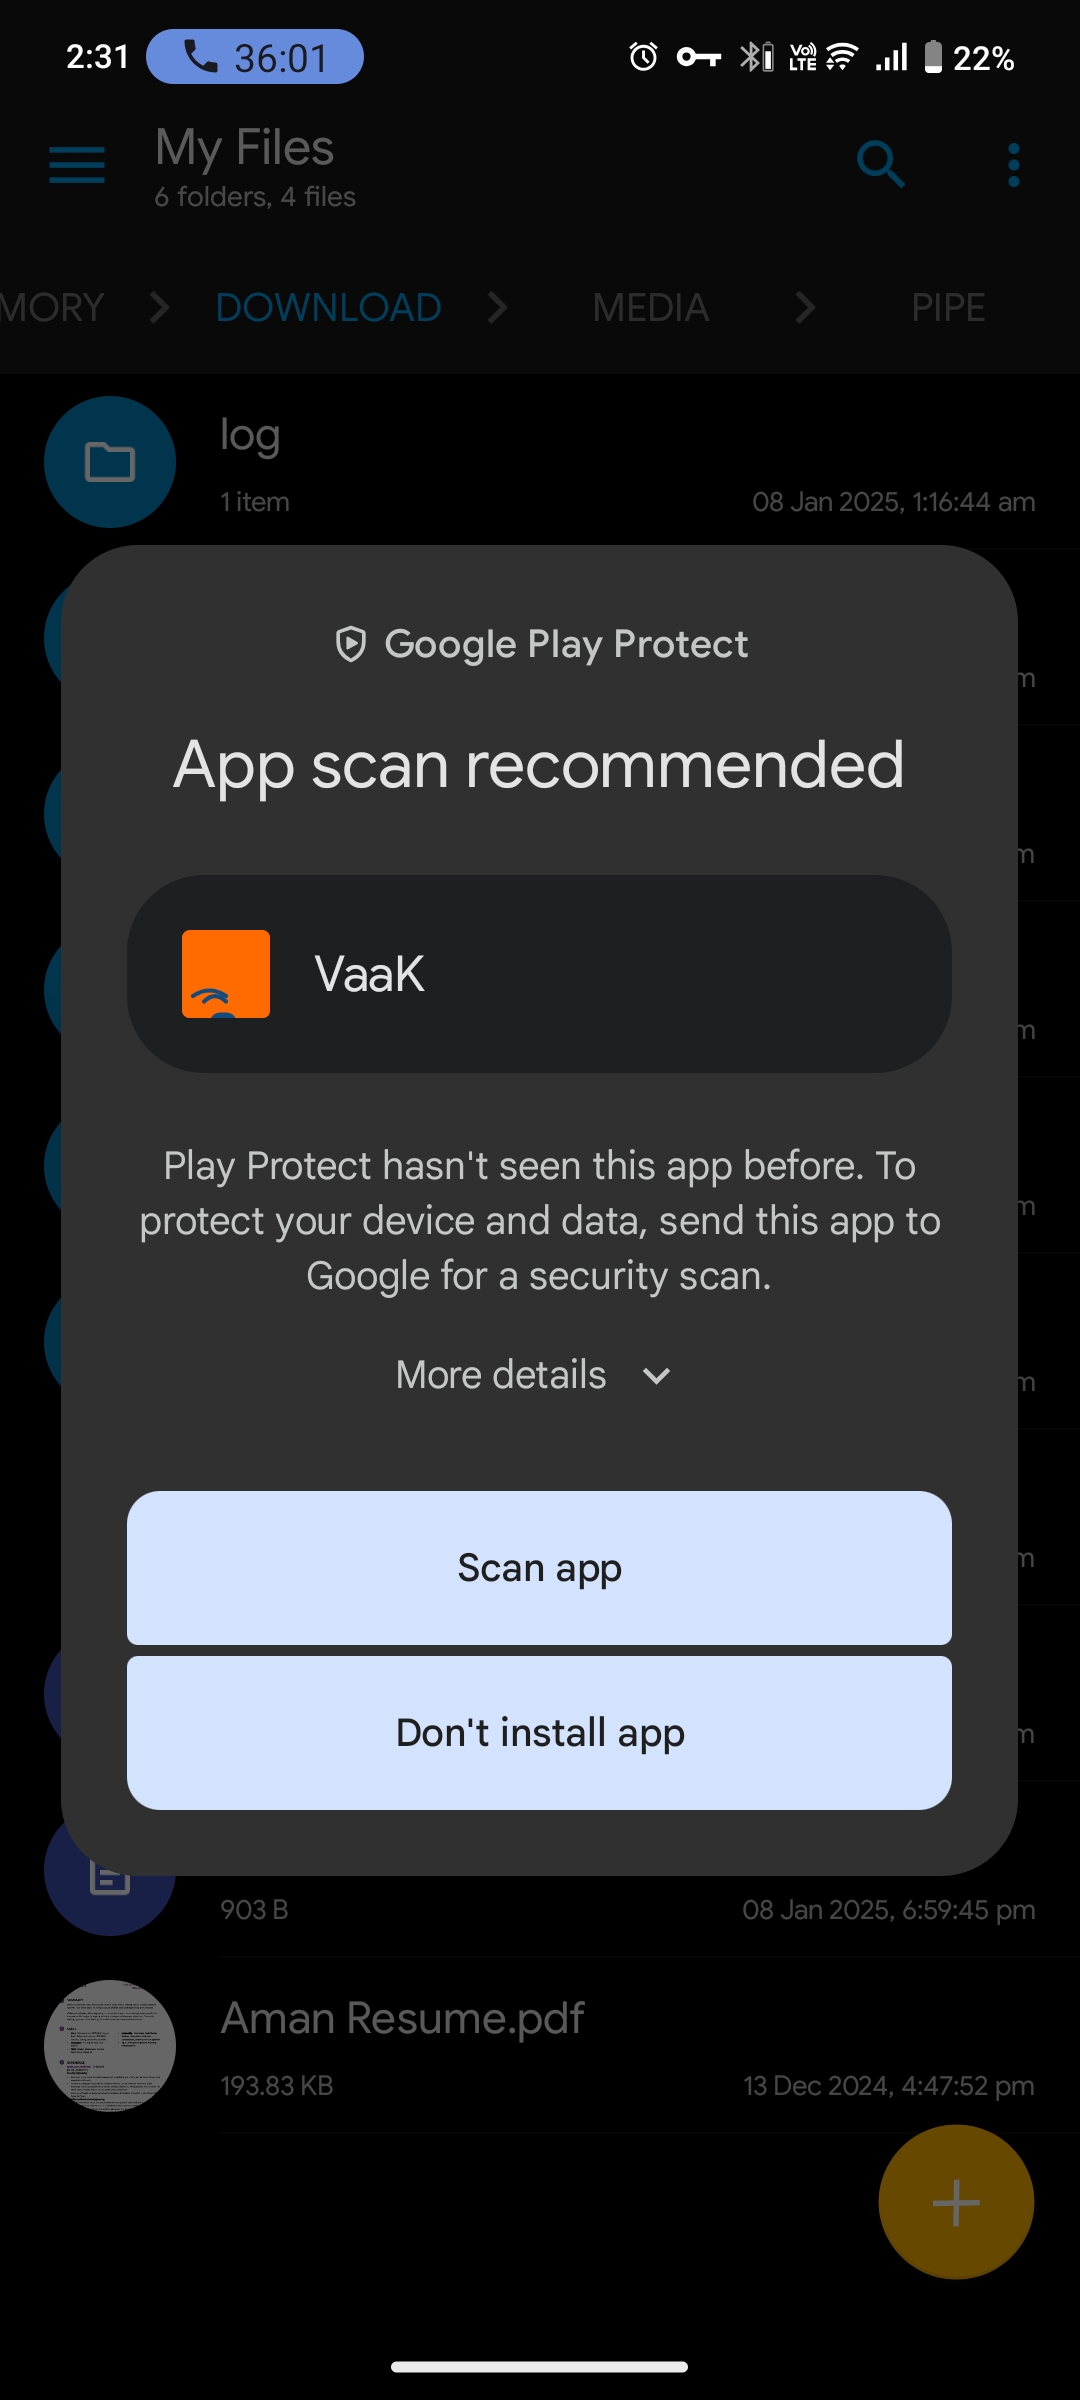 2:31 36:01 Vo) LTE 22%
My Files
6 folders, 4 files
MORY DOWNLOAD MEDIA PIPE
log
1 item 08 Jan 2025, 1:16:44 am
Google Play Protect
App scan recommended
VaaK
Play Protect hasn't seen this app before. To
protect your device and data, send this app to
Google for a security scan.
More details
Scan app
Don't install app
903 B 08 Jan 2025, 6:59:45 pm
Aman Resume.pdf
193.83 KB 13 Dec 2024, 4:47:52 pm